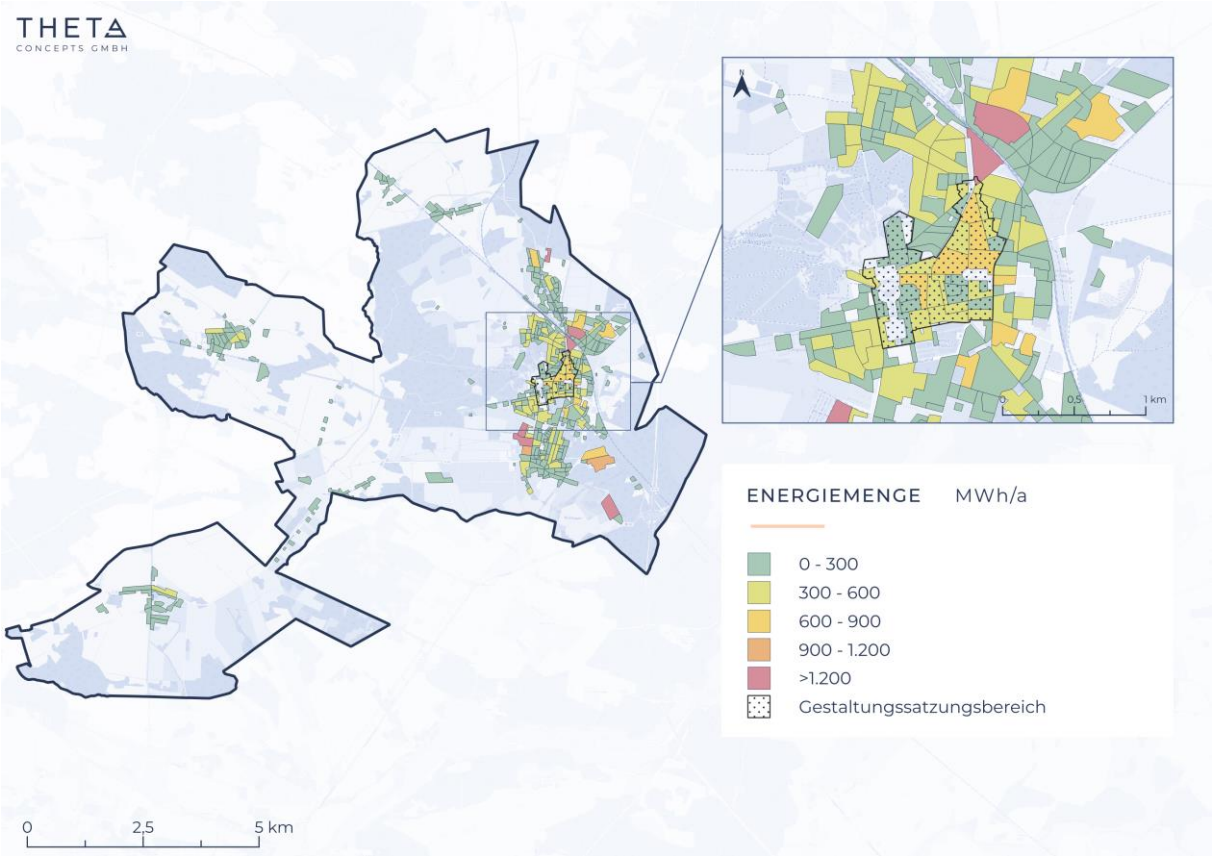 THETA
CONCEPTS GMBH
N
0 0,5 1 km
ENERGIEMENGE MWh/a
0 - 300
300 - 600
600 - 900
900 - 1.200
>1.200
Gestaltungssatzungsbereich
0 2,5 5 km